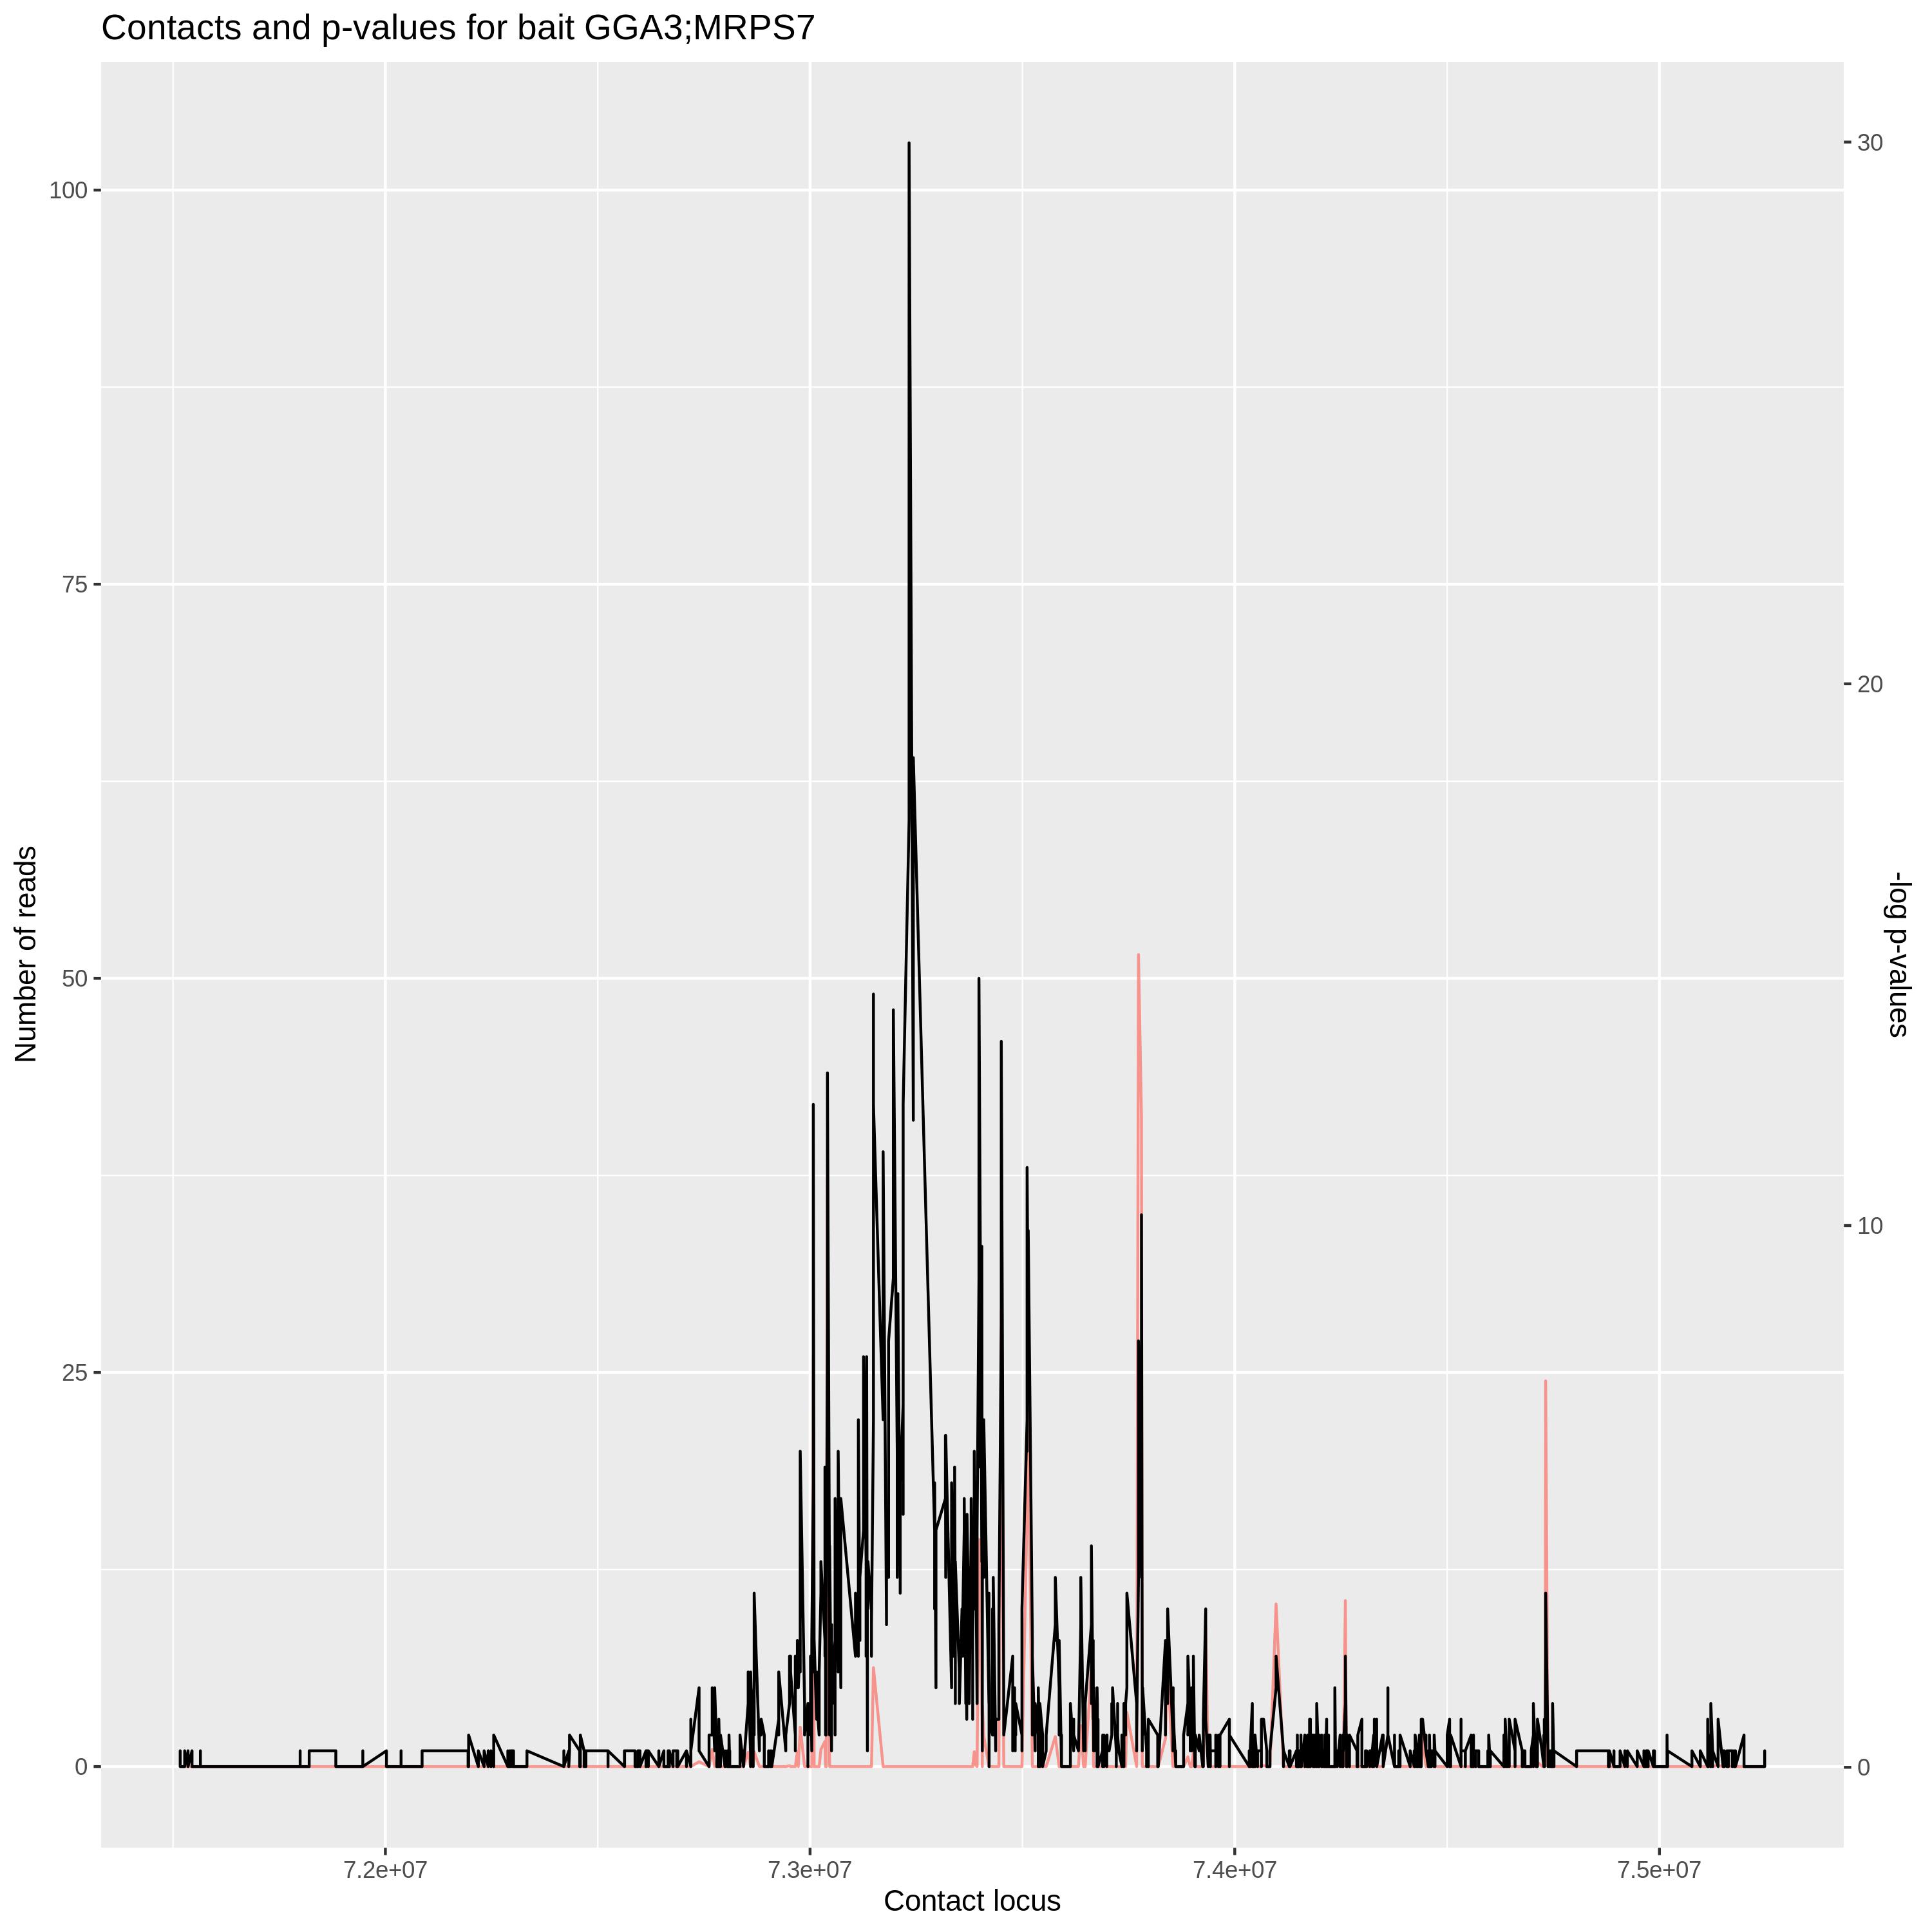 Contacts and p-values for bait GGA3;MRPS7
100
75
50
25
0
Number of reads
30
20
10
0
-log p-values
7.2e+07
7.3e+07
7.4e+07
7.5e+07
Contact locus